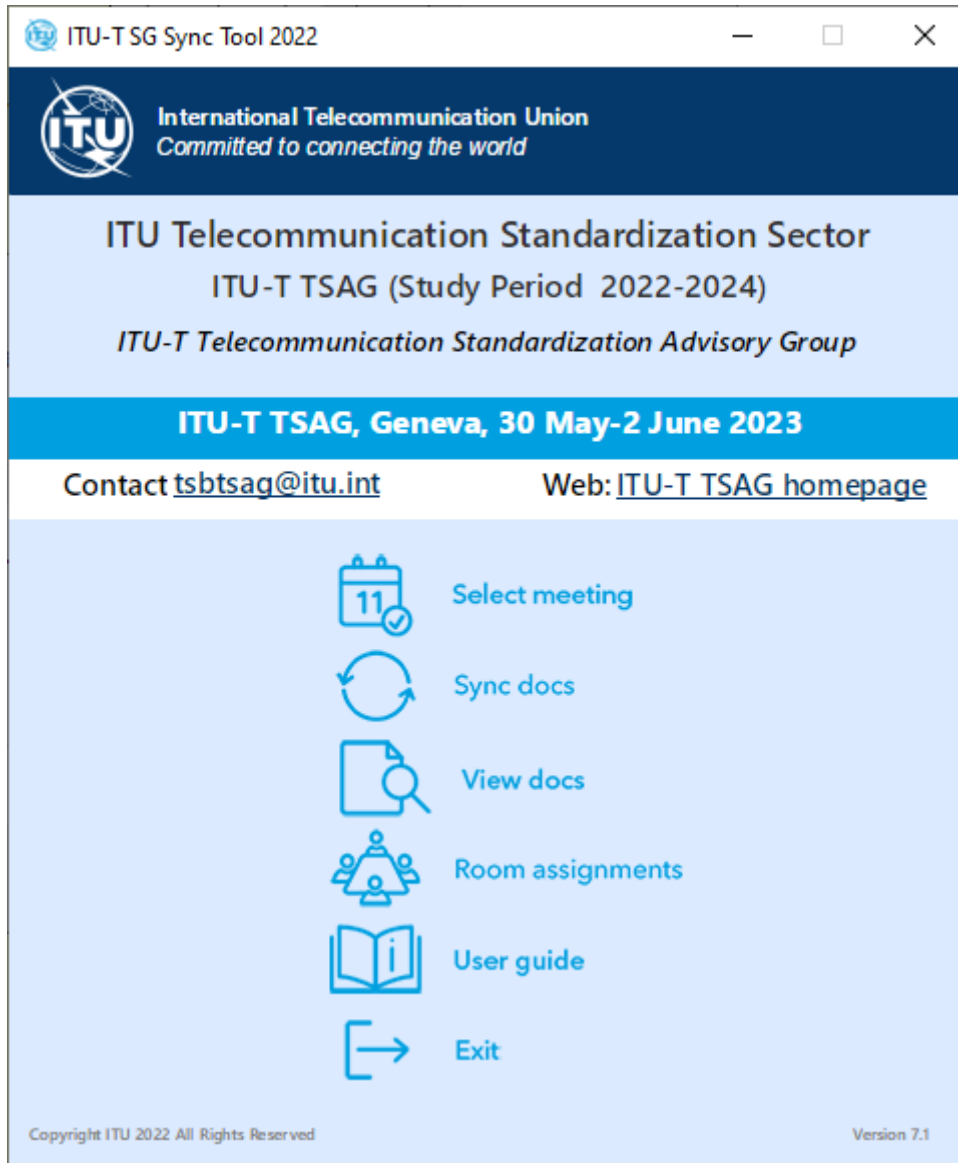 ITU-T SG Sync Tool 2022
ITU
International Telecommunication Union
Committed to connecting the world
ITU Telecommunication Standardization Sector
ITU-T TSAG (Study Period  2022-2024)
ITU-T Telecommunication Standardization Advisory Group
ITU-T TSAG, Geneva, 30 May-2 June 2023
Contact tsbtsag@itu.int
Web: ITU-T TSAG homepage
11
Select meeting
Sync docs
View docs
Room assignments
i
User guide
Exit
Copyright ITU 2022 All Rights Reserved
Version 7.1